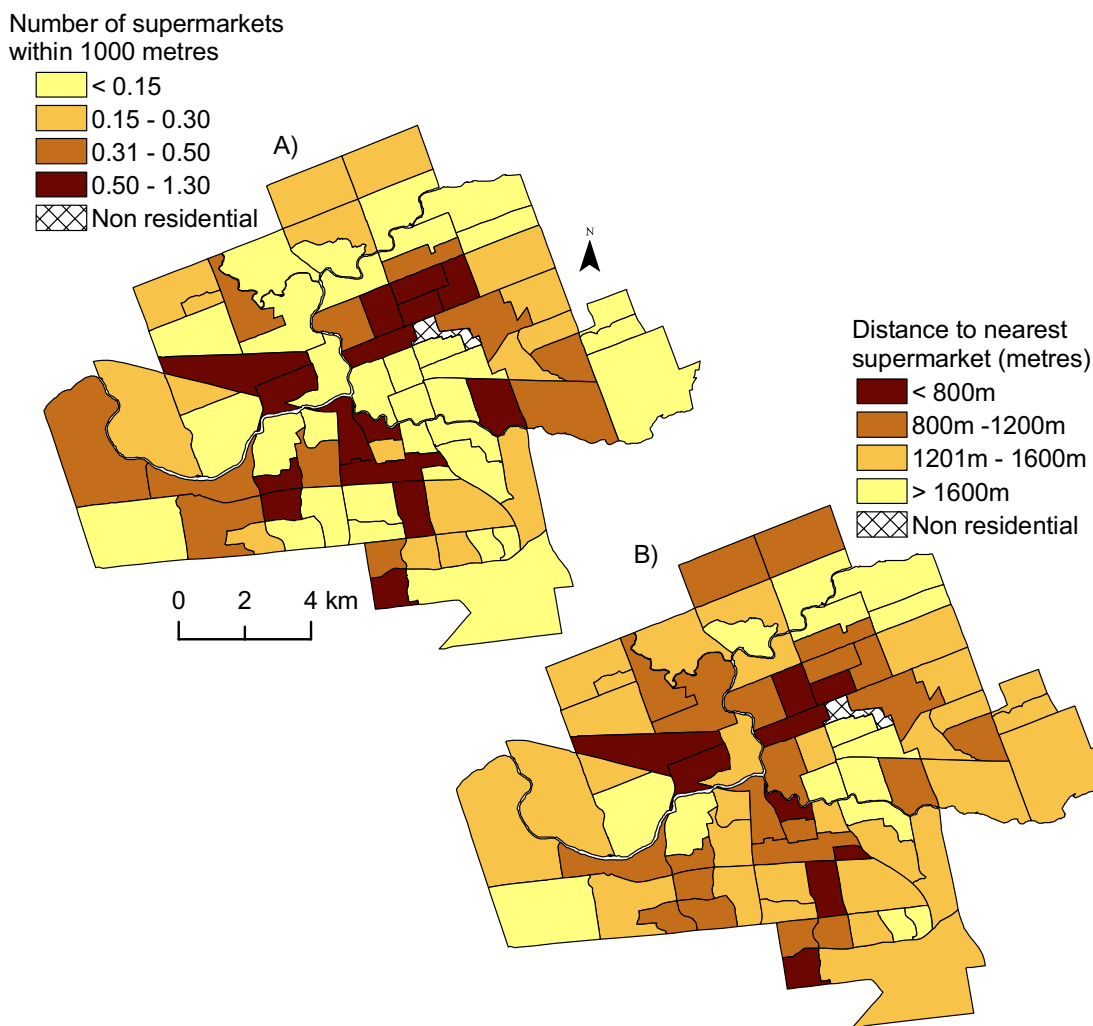 Number of supermarkets
within 1000 metres
< 0.15
0.15 - 0.30
0.31 - 0.50
0.50 - 1.30
Non residential
A)
N
0 2 4 km
Distance to nearest
supermarket (metres)
< 800m
800m -1200m
1201m - 1600m
> 1600m
Non residential
B)